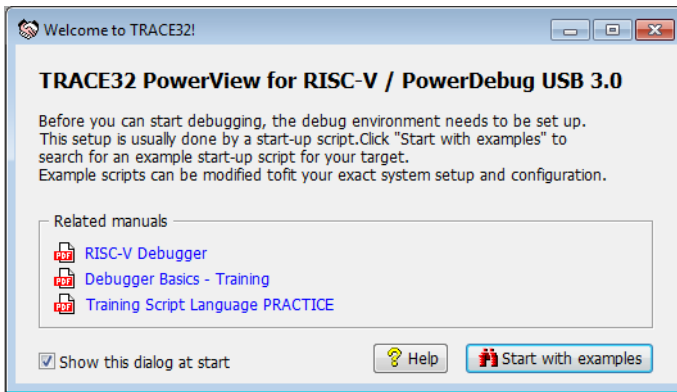 Welcome to TRACE32!
TRACE32 PowerView for RISC-V / PowerDebug USB 3.0
Before you can start debugging, the debug environment needs to be set up.
This setup is usually done by a start-up script.Click "Start with examples" to
search for an example start-up script for your target.
Example scripts can be modified tofit your exact system setup and configuration.
Related manuals
PDF RISC-V Debugger
PDF Debugger Basics - Training
PDF Training Script Language PRACTICE
Show this dialog at start
Help
Start with examples